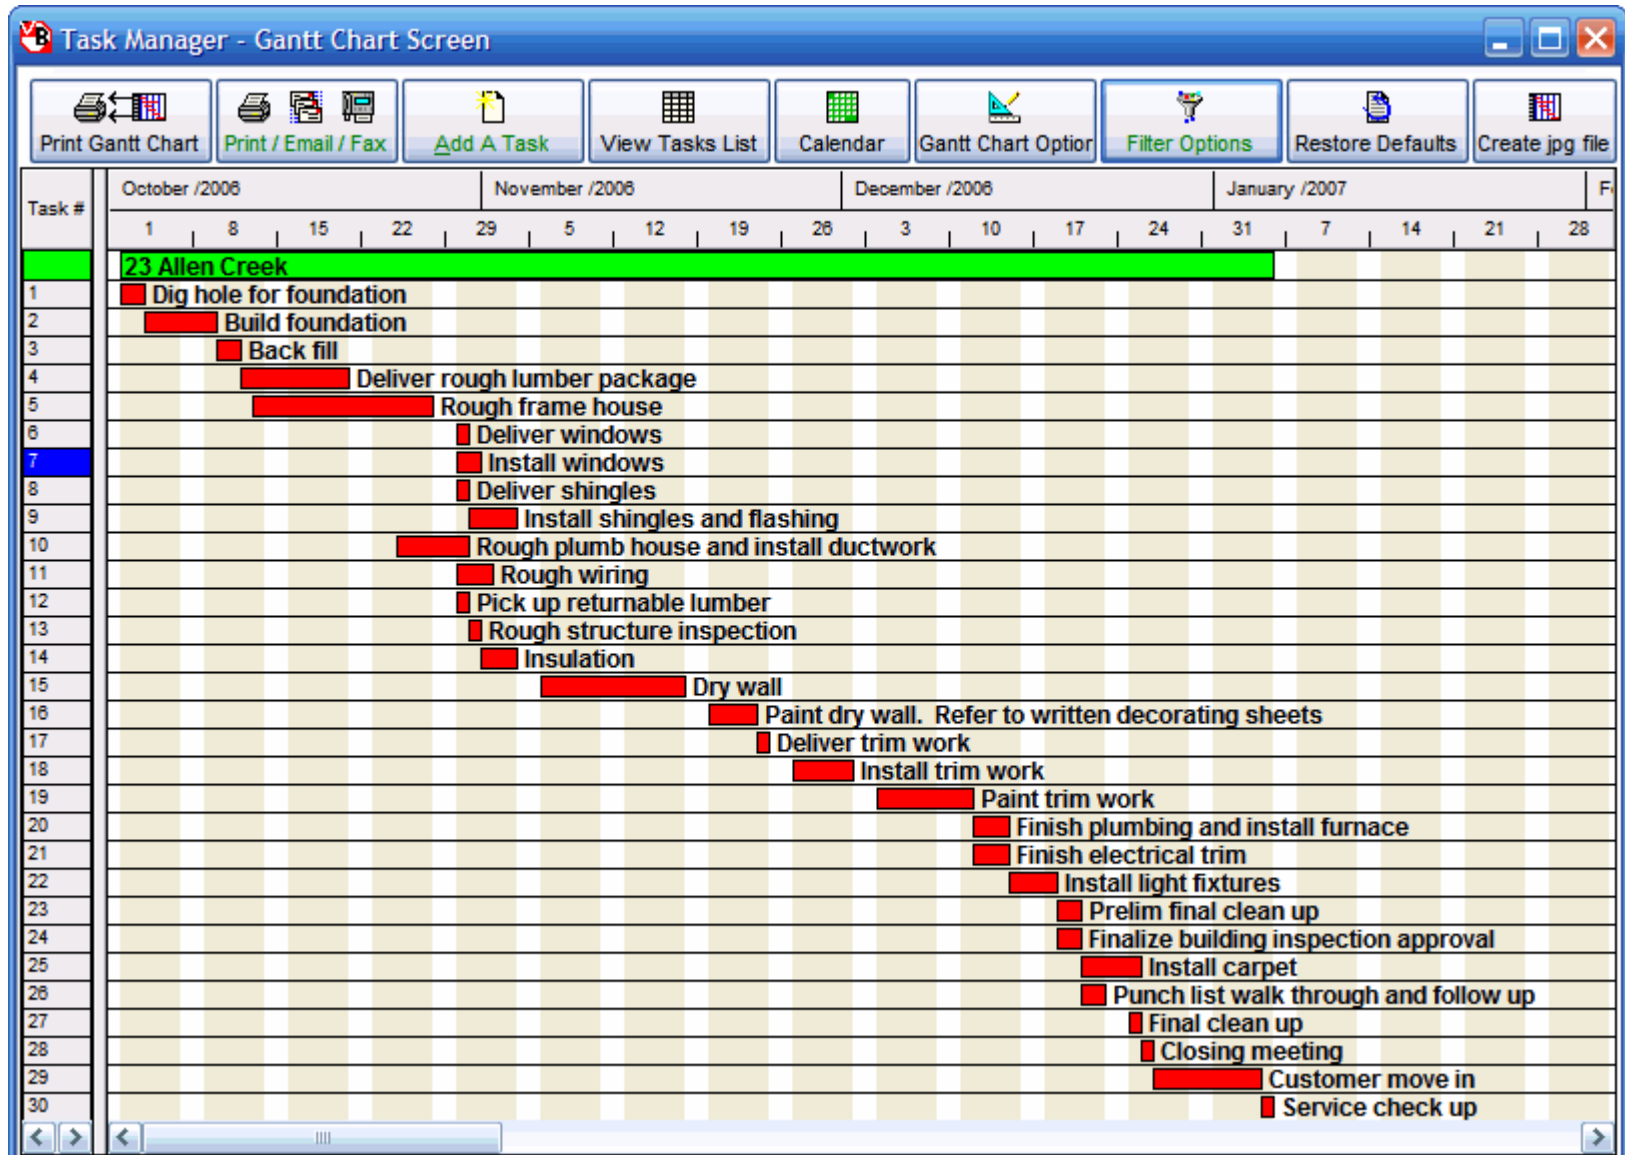 Task Manager - Gantt Chart Screen
Print Gantt Chart Print / Email / Fax Add A Task View Tasks List Calendar Gantt Chart Option Filter Options Restore Defaults Create jpg file
Task # October /2006 November /2006 December /2006 January /2007 F
1 8 15 22 29 5 12 19 26 3 10 17 24 31 7 14 21 28
23 Allen Creek
1 Dig hole for foundation
2 Build foundation
3 Back fill
4 Deliver rough lumber package
5 Rough frame house
6 Deliver windows
7 Install windows
8 Deliver shingles
9 Install shingles and flashing
10 Rough plumb house and install ductwork
11 Rough wiring
12 Pick up returnable lumber
13 Rough structure inspection
14 Insulation
15 Dry wall
16 Paint dry wall. Refer to written decorating sheets
17 Deliver trim work
18 Install trim work
19 Paint trim work
20 Finish plumbing and install furnace
21 Finish electrical trim
22 Install light fixtures
23 Prelim final clean up
24 Finalize building inspection approval
25 Install carpet
26 Punch list walk through and follow up
27 Final clean up
28 Closing meeting
29 Customer move in
30 Service check up